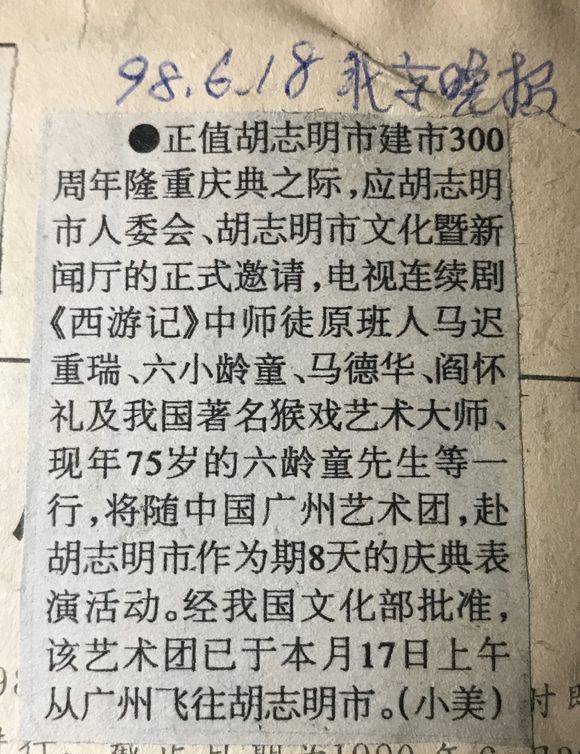 98.6.18 北京晚报
●正值胡志明市建市300
周年隆重庆典之际,应胡志明
市人委会、胡志明市文化暨新
闻厅的正式邀请,电视连续剧
《西游记》中师徒原班人马迟
重瑞、六小龄童、马德华、阎怀
礼及我国著名猴戏艺术大师、
现年75岁的六龄童先生等一
行,将随中国广州艺术团,赴
胡志明市作为期8天的庆典表
演活动。经我国文化部批准,
该艺术团已于本月17日上午
从广州飞往胡志明市。(小美)
时即